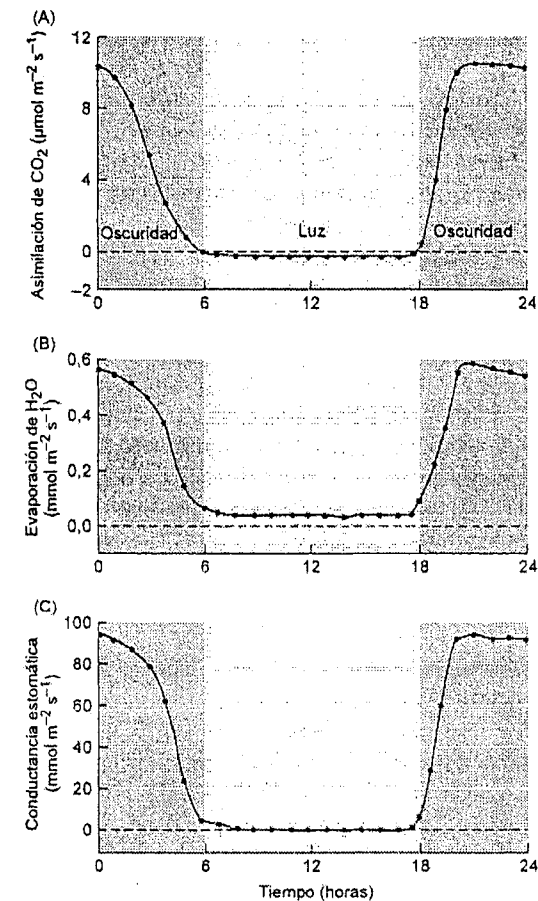 (A)
Asimilación de CO₂ (μmol m⁻² s⁻¹)
12
8
4
0
–2
Oscuridad
Luz
Oscuridad
0
6
12
18
24
(B)
Evaporación de H₂O
(mmol m⁻² s⁻¹)
0,6
0,4
0,2
0,0
0
6
12
18
24
(C)
Conductancia estomática
(mmol m⁻² s⁻¹)
100
80
60
40
20
0
0
6
12
18
24
Tiempo (horas)